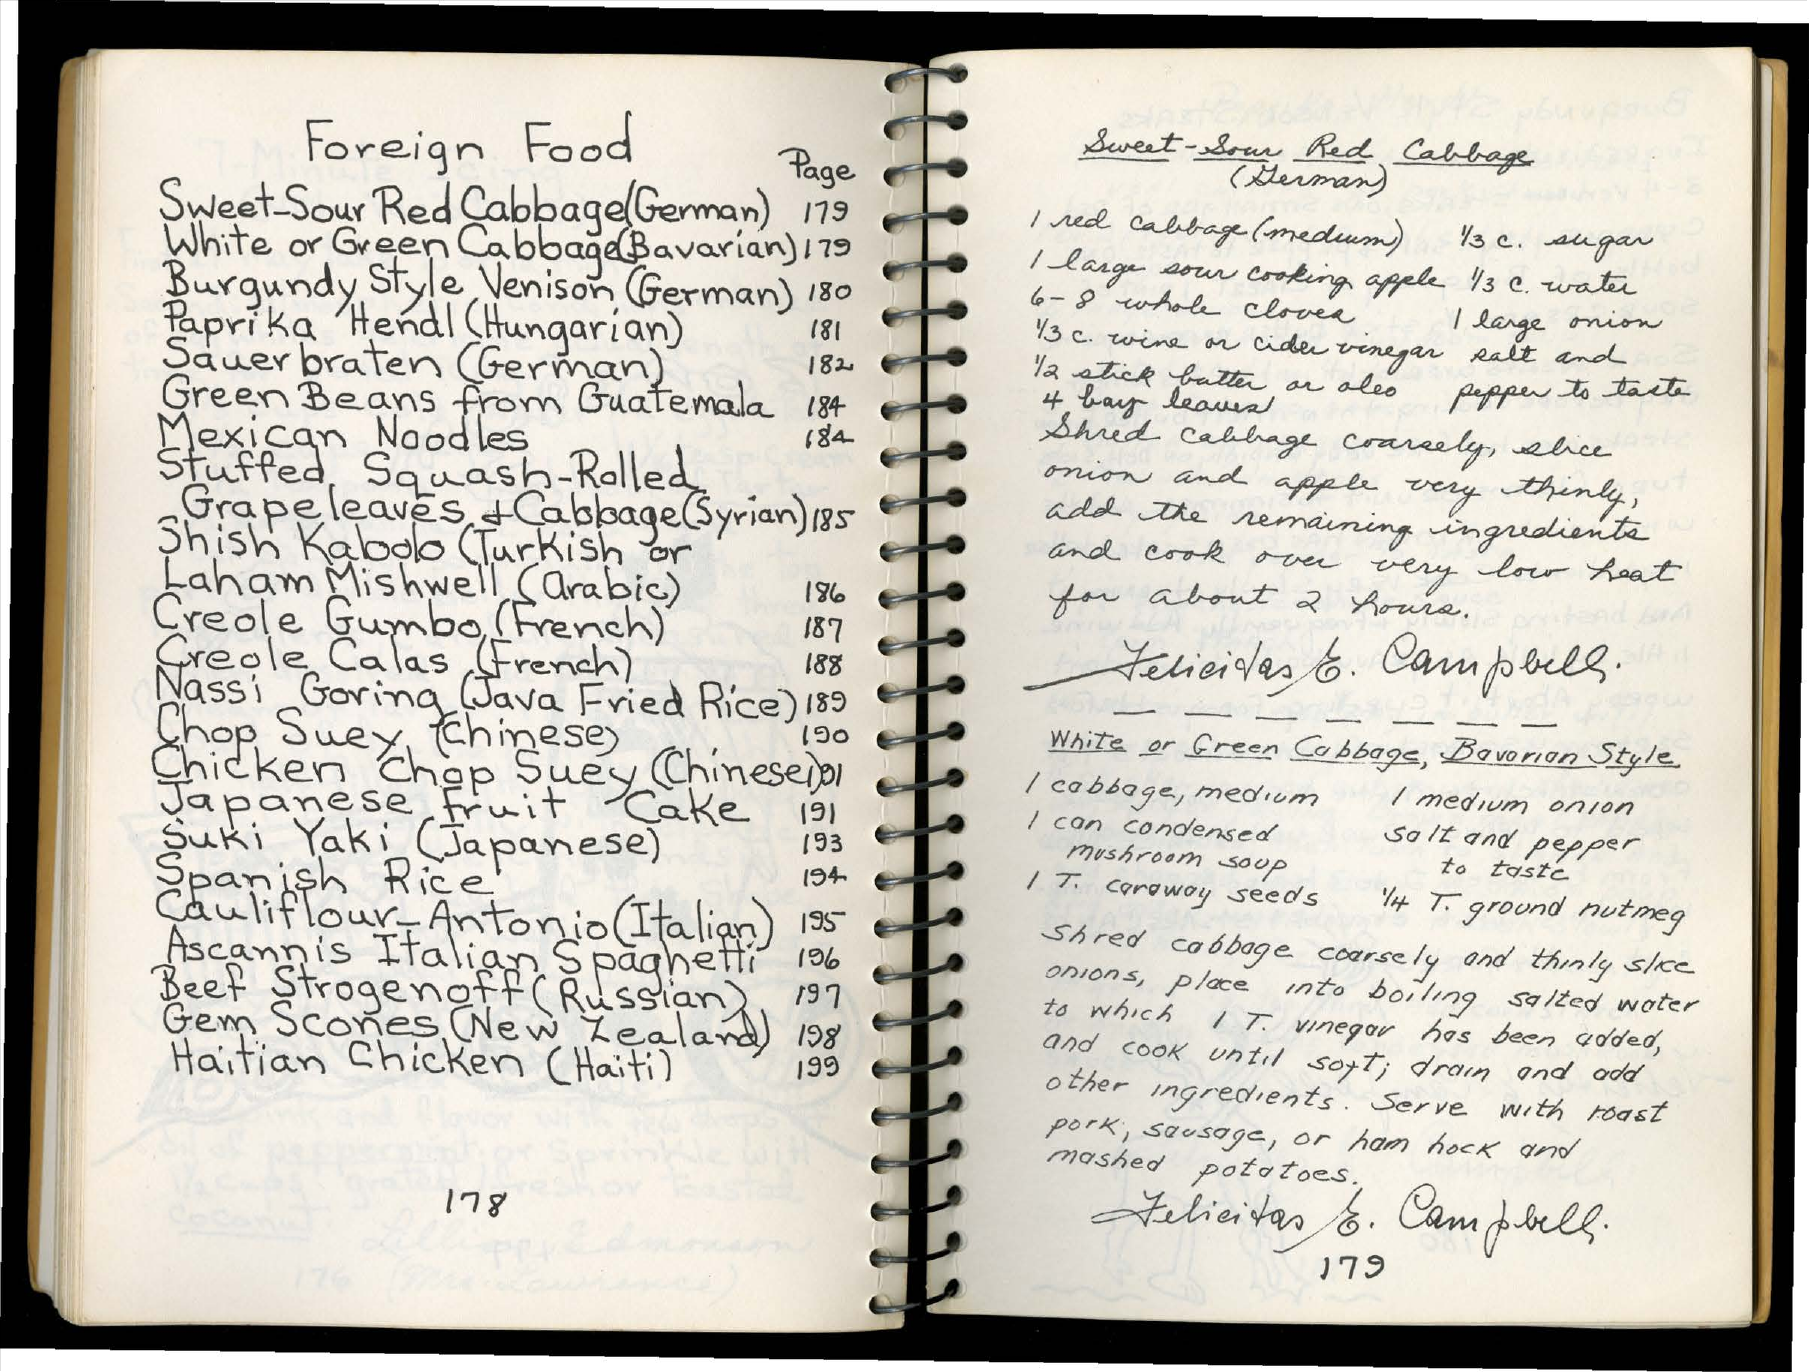 Foreign Food
Page
Sweet-Sour Red Cabbage (German) 179
White or Green Cabbage (Bavarian) 179
Burgundy Style Venison (German) 180
Paprika Hendl (Hungarian) 181
Sauerbraten (German) 182
Green Beans from Guatemala 184
Mexican Noodles 184
Stuffed Squash-Rolled
Grapeleaves & Cabbage (Syrian) 185
Shish Kabob (Turkish or
Laham Mishwell (Arabic) 186
Creole Gumbo (French) 187
Creole Calas (French) 188
Nassi Goring (Java Fried Rice) 189
Chop Suey (Chinese) 190
Chicken Chop Suey (Chinese) 191
Japanese Fruit Cake 191
Suki Yaki (Japanese) 193
Spanish Rice 194
Cauliflour-Antonio (Italian) 195
Ascannis Italian Spaghetti 196
Beef Strogenoff (Russian) 197
Gem Scones (New Zealand) 198
Haitian Chicken (Haiti) 199
178
Sweet-Sour Red Cabbage
(German)
1 red cabbage (medium) 1/3 c. sugar
1 large sour cooking apple 1/3 c. water
6-8 whole cloves 1 large onion
1/3 c. wine or cider vinegar salt and
1/2 stick butter or oleo pepper to taste
4 bay leaves
Shred cabbage coarsely, slice
onion and apple very thinly,
add the remaining ingredients
and cook over very low heat
for about 2 hours.
Felicitas E. Campbell.
White or Green Cabbage, Bavarian Style
1 cabbage, medium 1 medium onion
1 can condensed salt and pepper
mushroom soup to taste
1 T. caraway seeds 1/4 T. ground nutmeg
Shred cabbage coarsely and thinly slice
onions, place into boiling salted water
to which 1 T. vinegar has been added,
and cook until soft; drain and add
other ingredients. Serve with roast
pork, sausage, or ham hock and
mashed potatoes.
Felicitas E. Campbell.
179